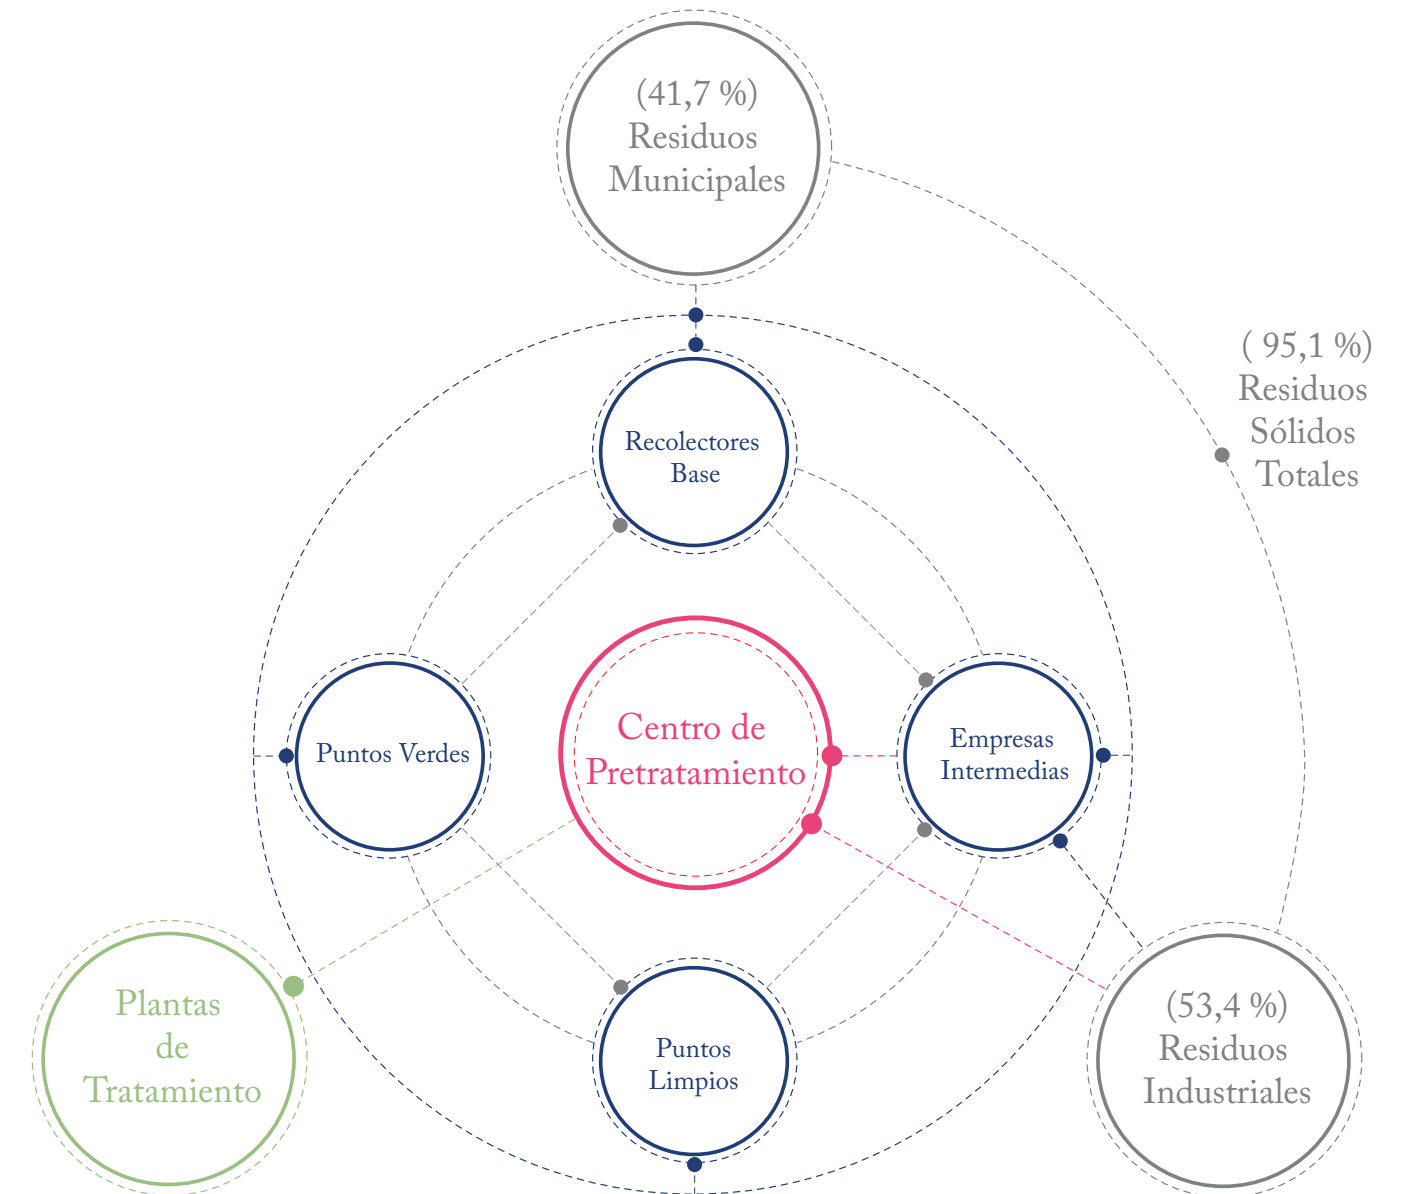 (41,7 %)
Residuos
Municipales
( 95,1 %)
Residuos
Sólidos
Totales
Recolectores
Base
Puntos Verdes
Centro de
Pretratamiento
Empresas
Intermedias
Plantas
de
Tratamiento
Puntos
Limpios
(53,4 %)
Residuos
Industriales